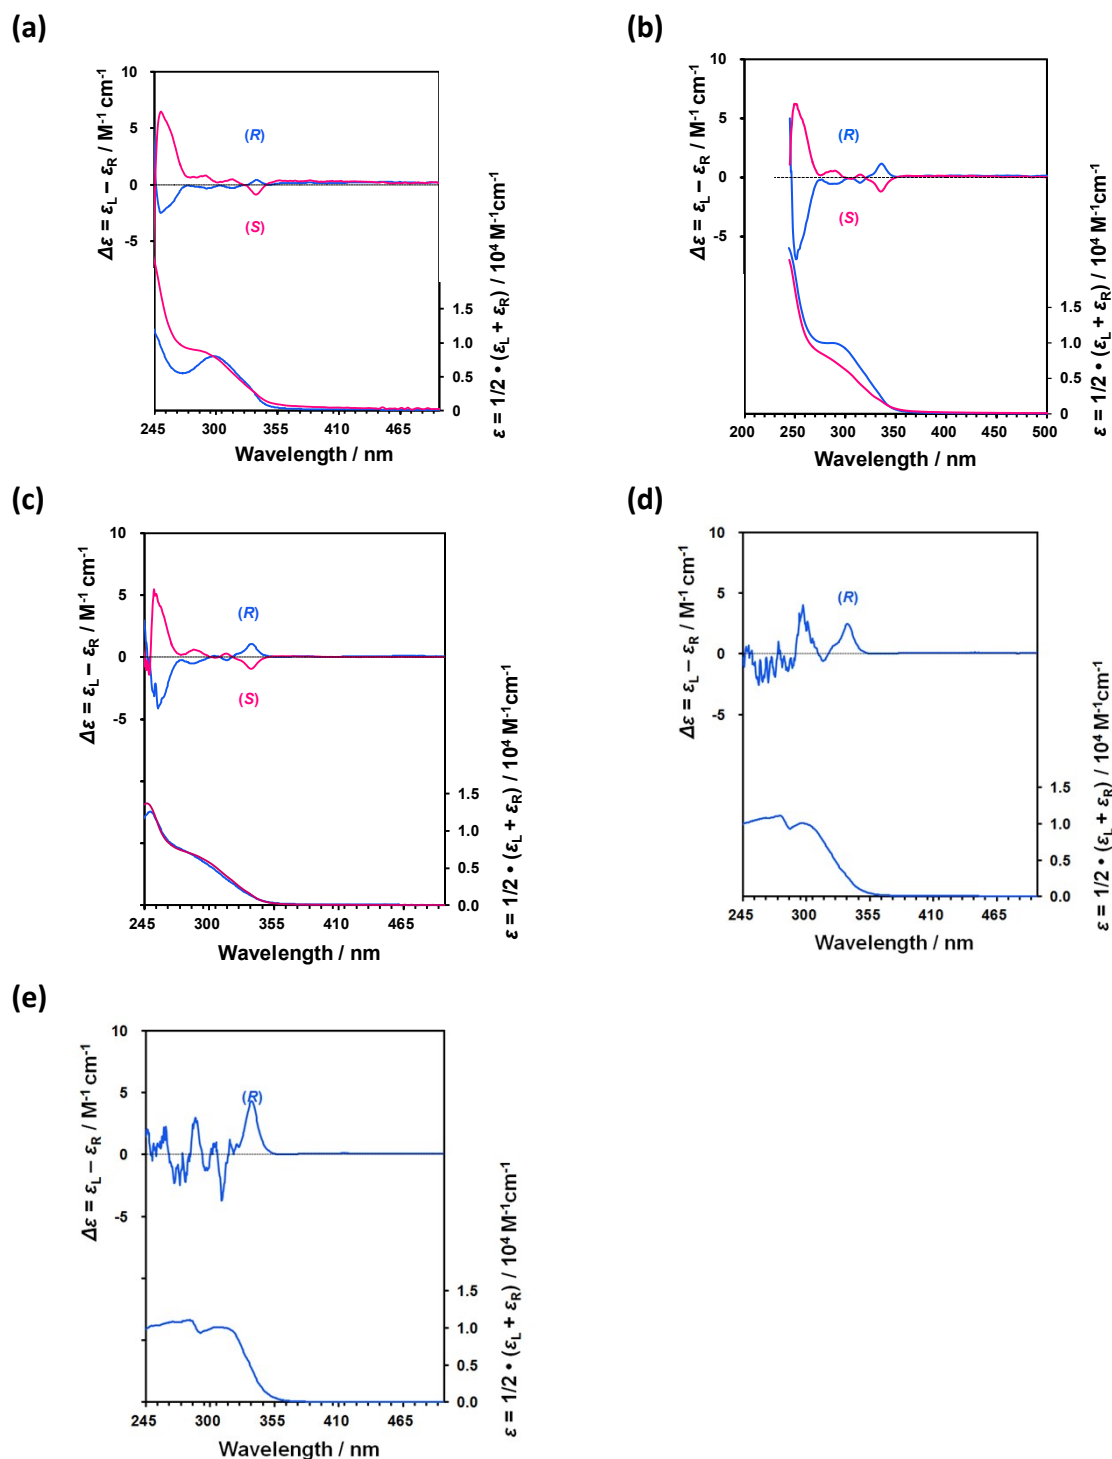 (a)
10
5
0
-5
Δε = εL – εR / M-1 cm-1
(R)
(S)
1.5
1.0
0.5
0
ε = 1/2 • (εL + εR) / 10⁴ M-1cm-1
245 300 355 410 465
Wavelength / nm
(b)
10
5
0
-5
Δε = εL – εR / M-1 cm-1
(R)
(S)
1.5
1.0
0.5
0
ε = 1/2 • (εL + εR) / 10⁴ M-1cm-1
200 250 300 350 400 450 500
Wavelength / nm
(c)
10
5
0
-5
Δε = εL – εR / M-1 cm-1
(R)
(S)
1.5
1.0
0.5
0.0
ε = 1/2 • (εL + εR) / 10⁴ M-1cm-1
245 300 355 410 465
Wavelength / nm
(d)
10
5
0
-5
Δε = εL – εR / M-1 cm-1
(R)
1.5
1.0
0.5
0.0
ε = 1/2 • (εL + εR) / 10⁴ M-1cm-1
245 300 355 410 465
Wavelength / nm
(e)
10
5
0
-5
Δε = εL – εR / M-1 cm-1
(R)
1.5
1.0
0.5
0.0
ε = 1/2 • (εL + εR) / 10⁴ M-1cm-1
245 300 355 410 465
Wavelength / nm